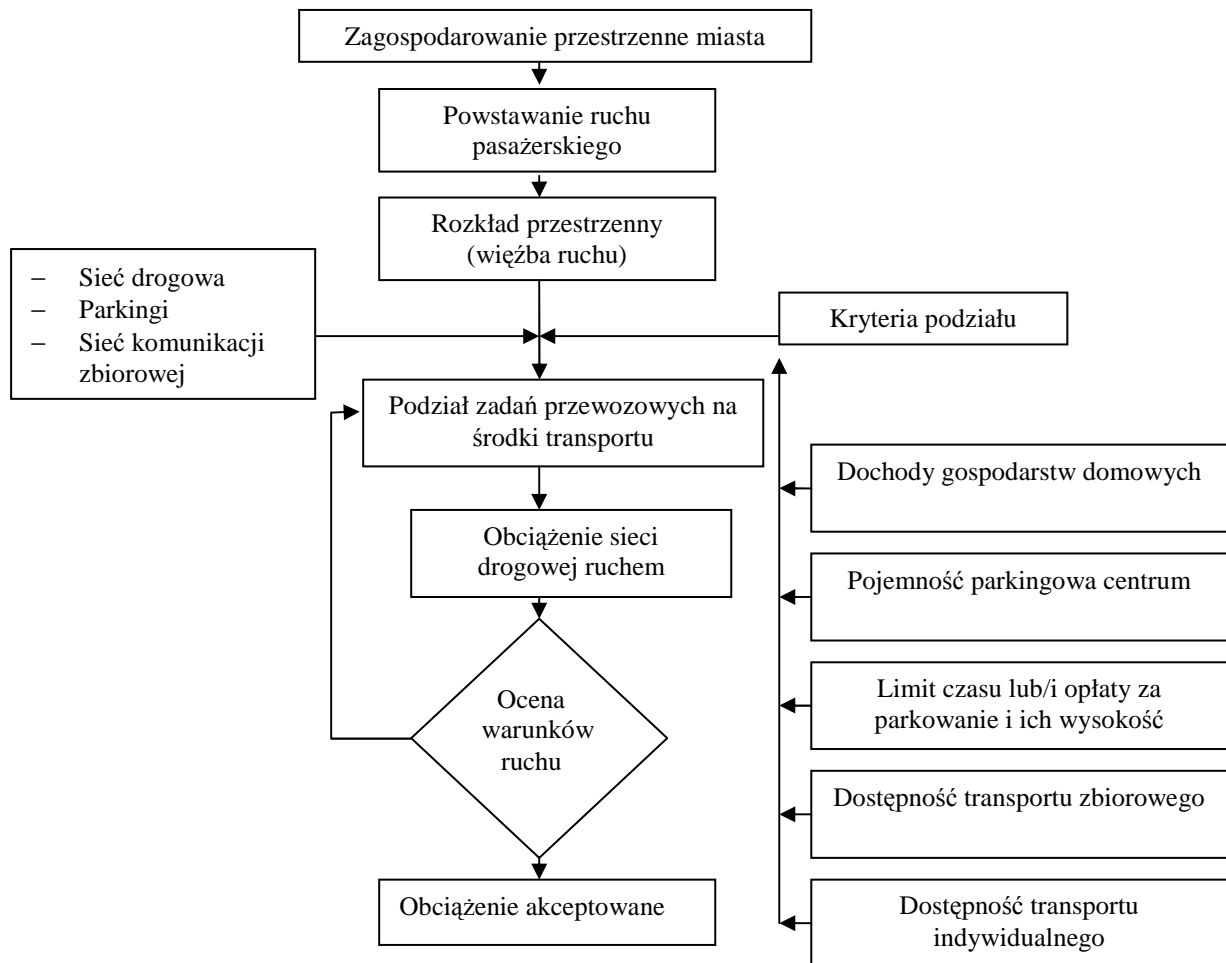 Zagospodarowanie przestrzenne miasta
Powstawanie ruchu
pasażerskiego
Rozkład przestrzenny
(więźba ruchu)
– Sieć drogowa
– Parkingi
– Sieć komunikacji
zbiorowej
Kryteria podziału
Podział zadań przewozowych na
środki transportu
Obciążenie sieci
drogowej ruchem
Ocena
warunków
ruchu
Obciążenie akceptowane
Dochody gospodarstw domowych
Pojemność parkingowa centrum
Limit czasu lub/i opłaty za
parkowanie i ich wysokość
Dostępność transportu zbiorowego
Dostępność transportu
indywidualnego